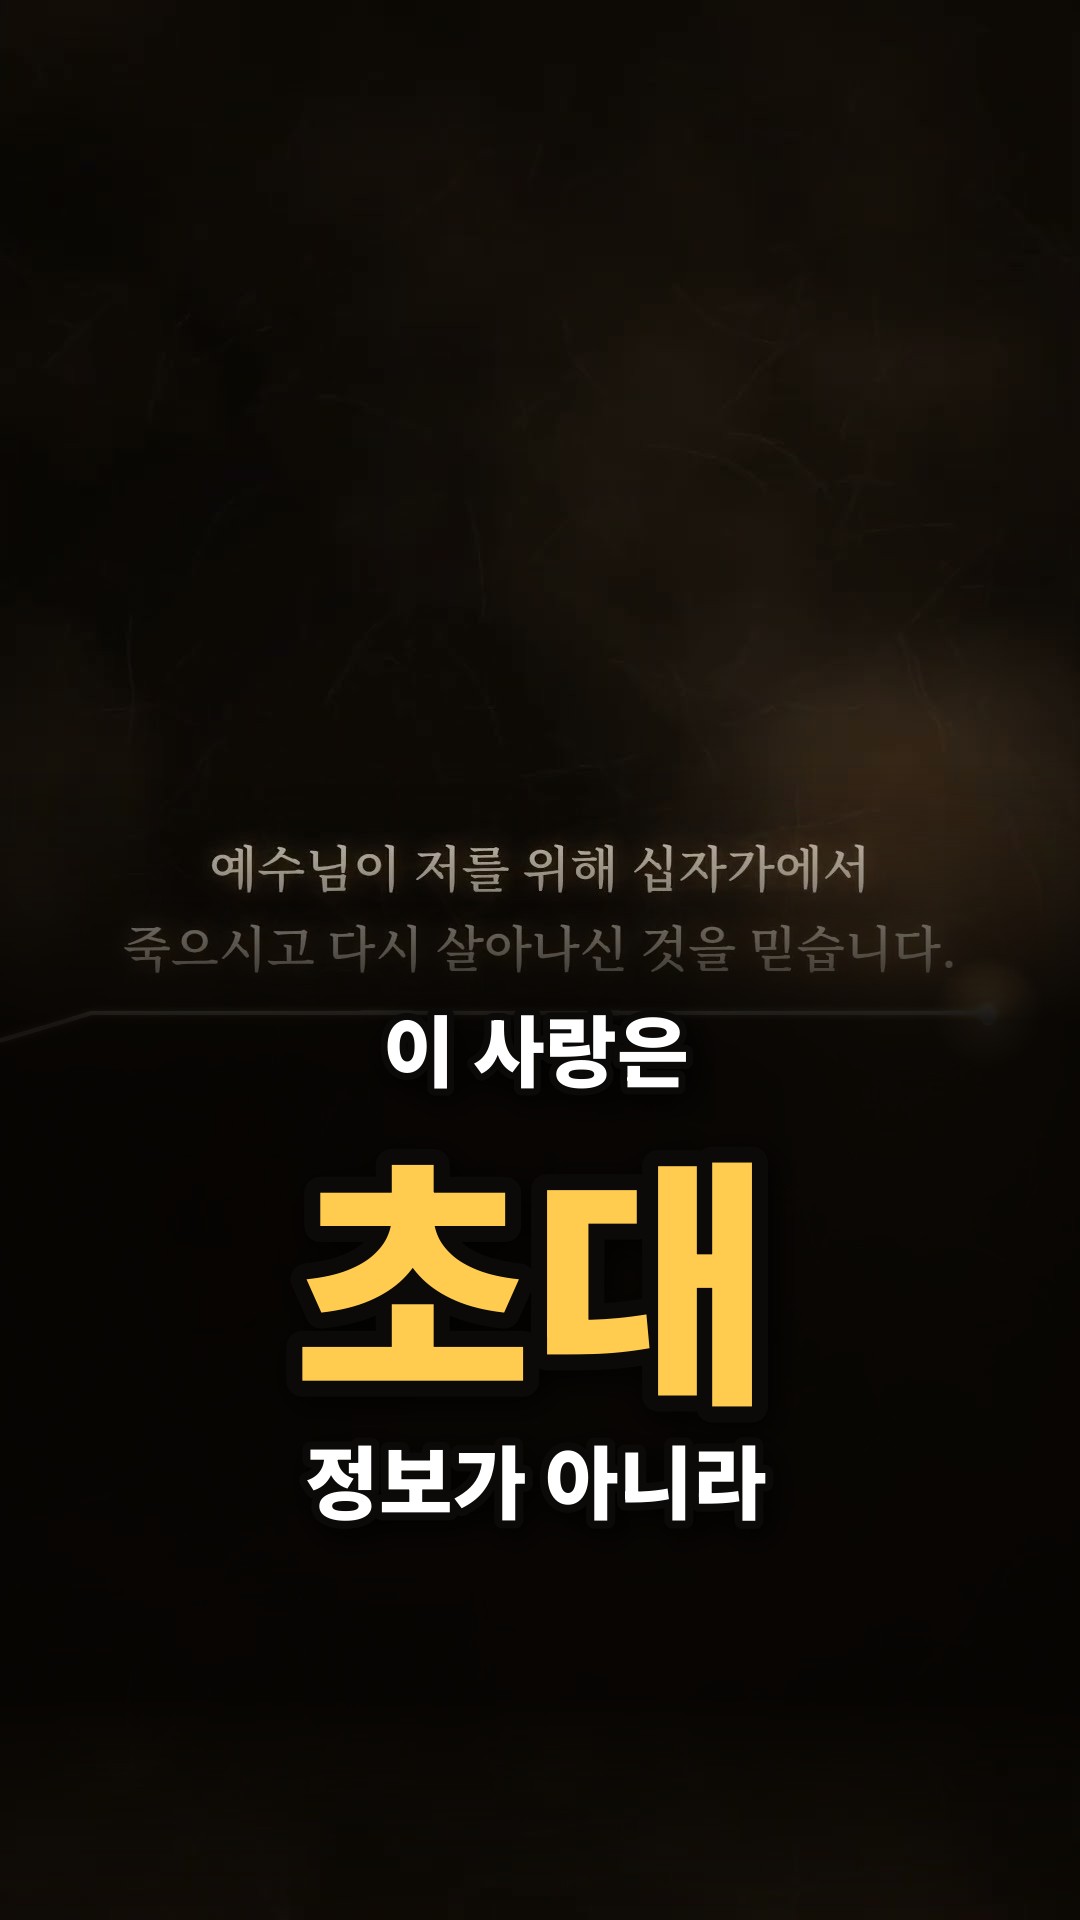 예수님이 저를 위해 십자가에서
죽으시고 다시 살아나신 것을 믿습니다.
이 사랑은
초대
정보가 아니라